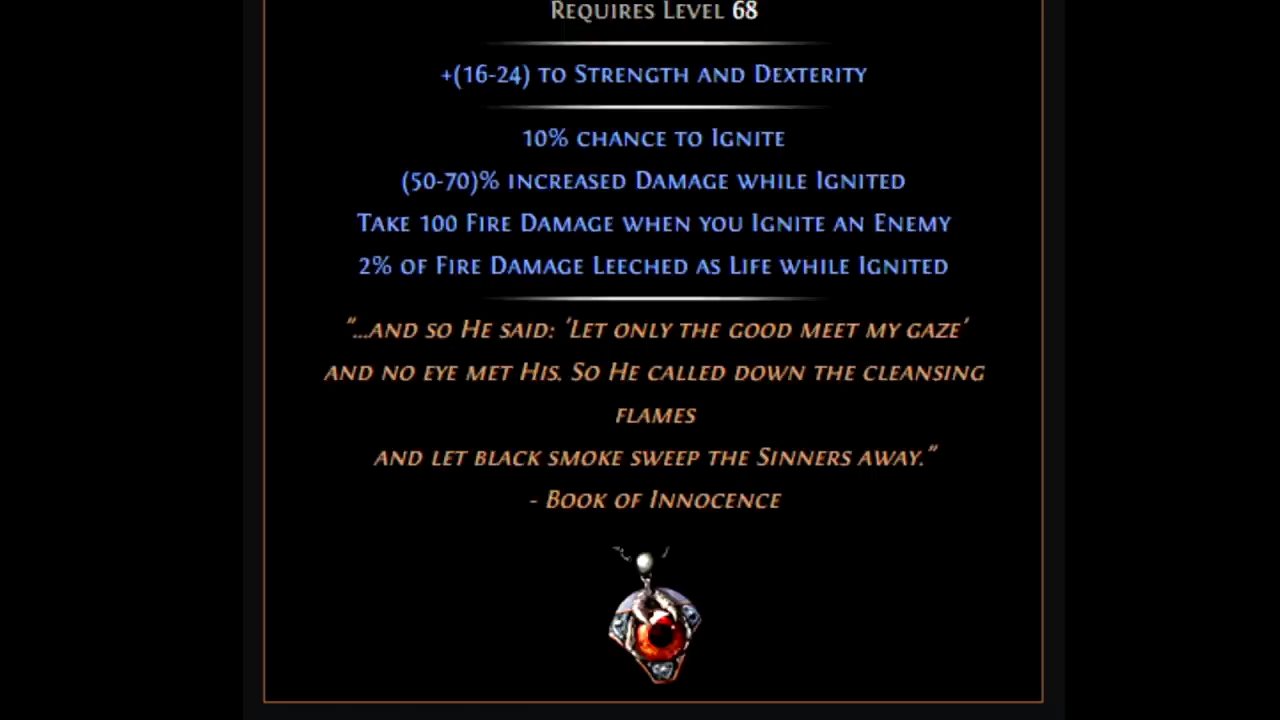 Requires Level 68
+(16-24) to Strength and Dexterity
10% chance to Ignite
(50-70)% increased Damage while Ignited
Take 100 Fire Damage when you Ignite an Enemy
2% of Fire Damage Leeched as Life while Ignited
"...and so He said: 'Let only the good meet my gaze'
and no eye met His. So He called down the cleansing
flames
and let black smoke sweep the Sinners away."
- Book of Innocence